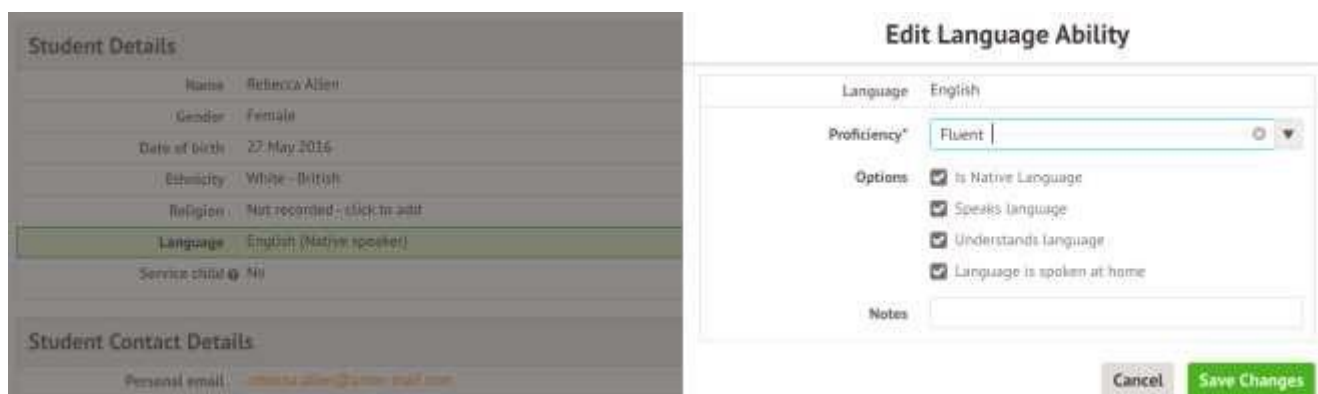 Student Details
Name Rebecca Allen
Gender Female
Date of birth 27 May 2016
Ethnicity White - British
Religion Not recorded - click to add
Language English (Native speaker)
Service child No
Student Contact Details
Personal email
Edit Language Ability
Language English
Proficiency* Fluent
Options Is Native Language
Speaks language
Understands language
Language is spoken at home
Notes
Cancel Save Changes